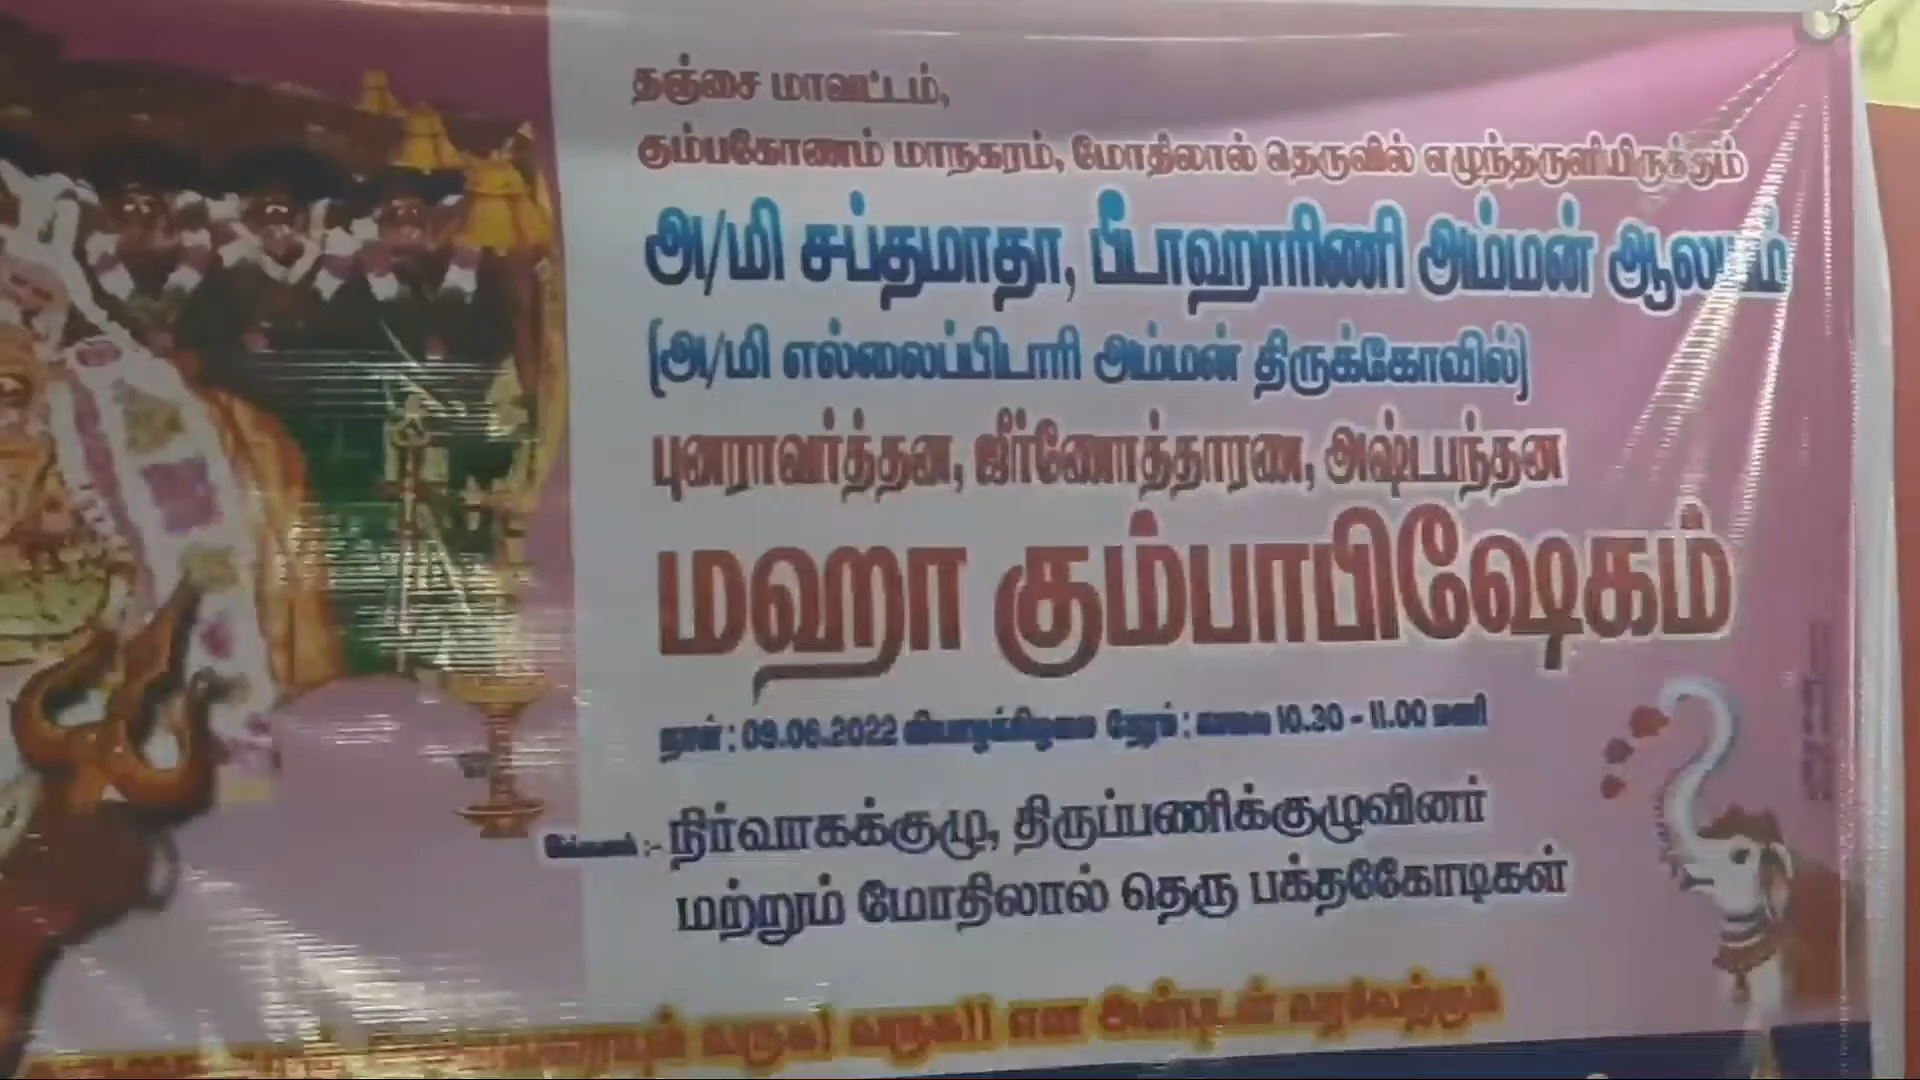 தஞ்சை மாவட்டம்,
கும்பகோணம் மாநகரம், மோதிலால் தெருவில் எழுந்தருளியிருக்கும்
அ/மி சப்தமாதா, பீடாஹாரிணி அம்மன் ஆலயம்
(அ/மி எல்லைப்பிடாரி அம்மன் திருக்கோவில்)
புனராவர்த்தன, ஜீர்ணோத்தாரண, அஷ்டபந்தன
மஹா கும்பாபிஷேகம்
நாள் : 09.06.2022 வியாழக்கிழமை நேரம் : காலை 10.30 - 11.00 மணி
:- நிர்வாகக்குழு, திருப்பணிக்குழுவினர்
மற்றும் மோதிலால் தெரு பக்தகோடிகள்
வருக! வருக!! என அன்புடன் வரவேற்கும்